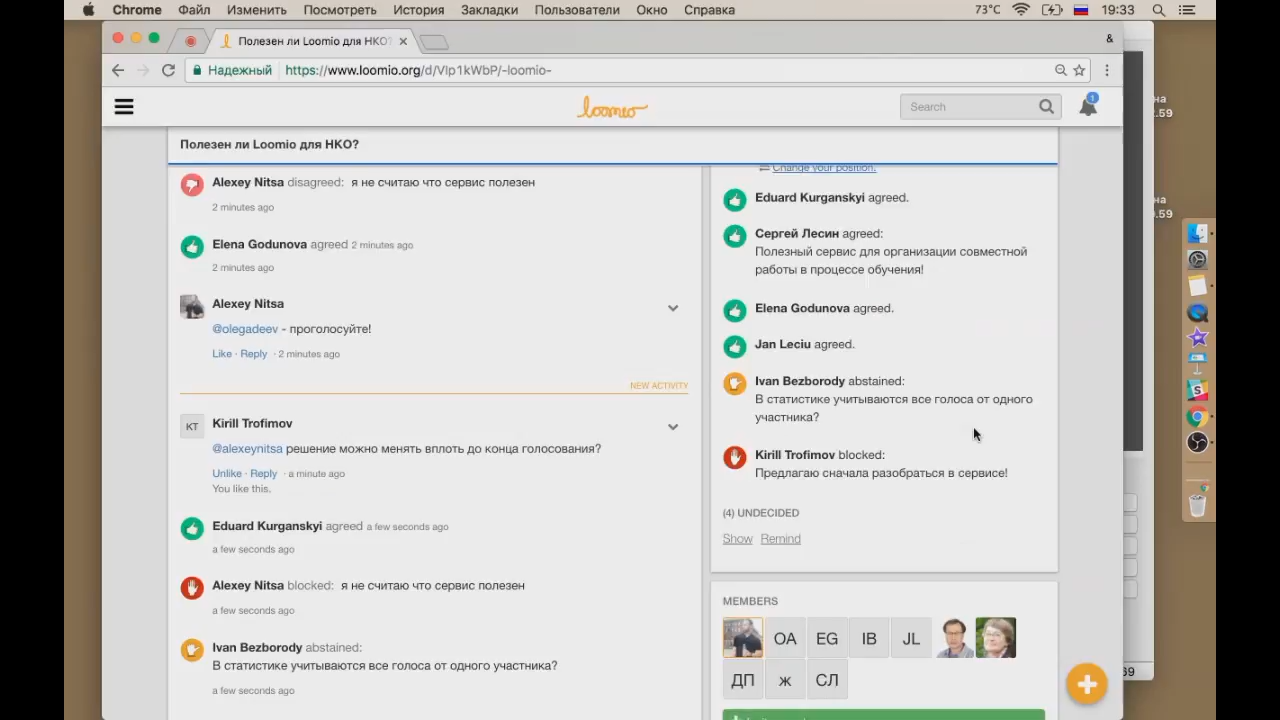 Chrome Файл Изменить Посмотреть История Закладки Пользователи Окно Справка 73°C 19:33
Полезен ли Loomio для НКО? &
Надежный https://www.loomio.org/d/VIp1kWbP/-loomio-
loomio Search 1
Полезен ли Loomio для НКО?
Alexey Nitsa disagreed: я не считаю что сервис полезен
2 minutes ago
Elena Godunova agreed 2 minutes ago
2 minutes ago
Alexey Nitsa
@olegadeev - проголосуйте!
Like · Reply · 2 minutes ago
NEW ACTIVITY
KT Kirill Trofimov
@alexeynitsa решение можно менять вплоть до конца голосования?
Unlike · Reply · a minute ago
You like this.
Eduard Kurganskyi agreed a few seconds ago
a few seconds ago
Alexey Nitsa blocked: я не считаю что сервис полезен
a few seconds ago
Ivan Bezborody abstained:
В статистике учитываются все голоса от одного участника?
a few seconds ago
Change your position.
Eduard Kurganskyi agreed.
Сергей Лесин agreed:
Полезный сервис для организации совместной
работы в процессе обучения!
Elena Godunova agreed.
Jan Leciu agreed.
Ivan Bezborody abstained:
В статистике учитываются все голоса от одного
участника?
Kirill Trofimov blocked:
Предлагаю сначала разобраться в сервисе!
(4) UNDECIDED
Show Remind
MEMBERS
OA EG IB JL
ДП ж СЛ
на
.59
на
.59
69